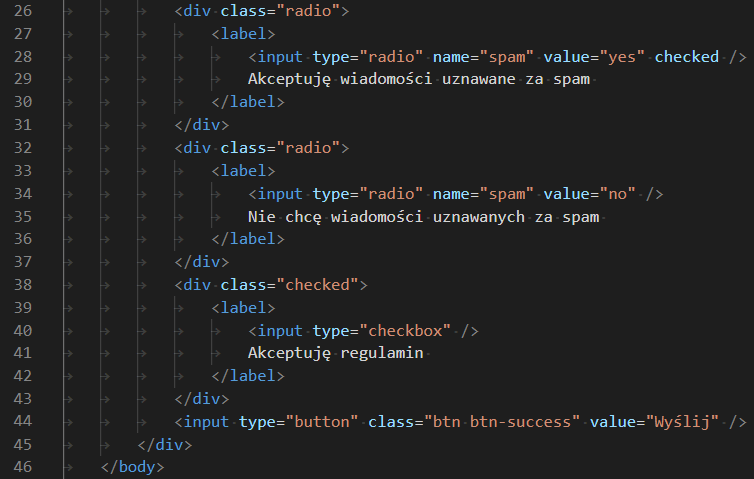 26 <div class="radio">
27 <label>
28 <input type="radio" name="spam" value="yes" checked />
29 Akceptuję wiadomości uznawane za spam
30 </label>
31 </div>
32 <div class="radio">
33 <label>
34 <input type="radio" name="spam" value="no" />
35 Nie chcę wiadomości uznawanych za spam
36 </label>
37 </div>
38 <div class="checked">
39 <label>
40 <input type="checkbox" />
41 Akceptuję regulamin
42 </label>
43 </div>
44 <input type="button" class="btn btn-success" value="Wyślij" />
45 </div>
46 </body>